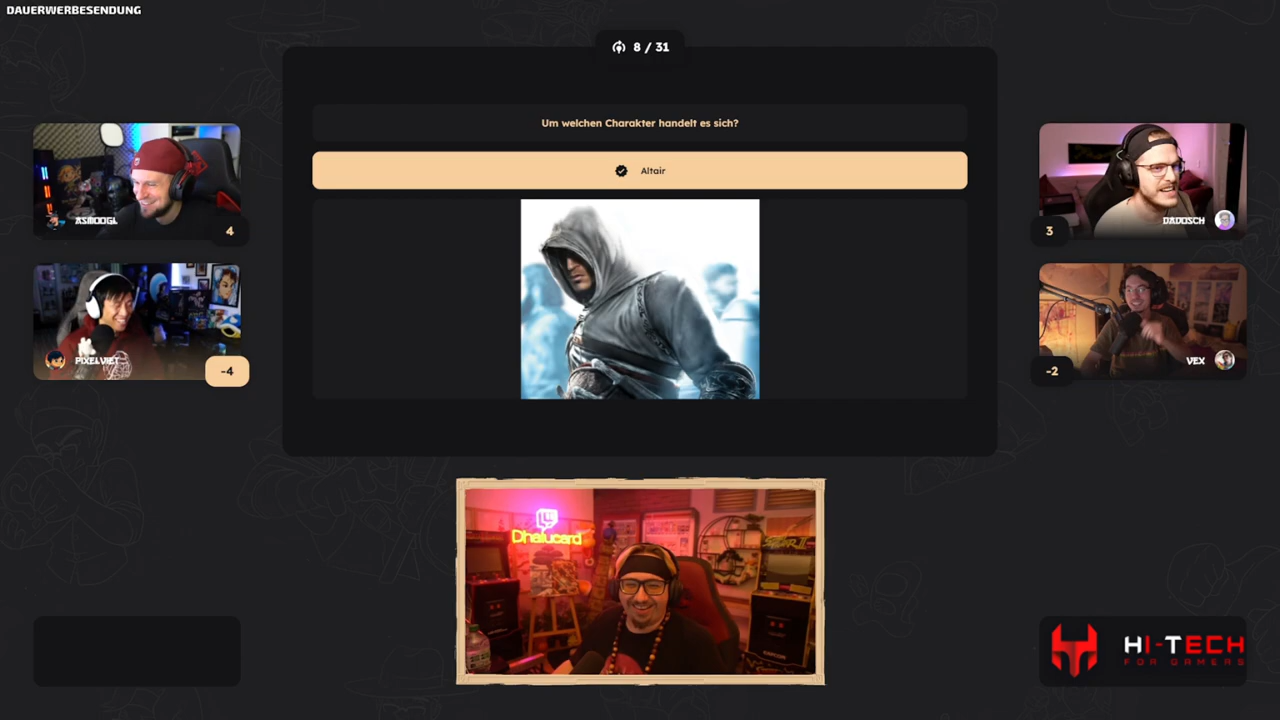 DAUERWERBESENDUNG
8 / 31
Um welchen Charakter handelt es sich?
Altair
ASMOOGL
4
DADOSCH
3
PIXELVIET
-4
VEX
-2
Dhalucard
HI-TECH
FOR GAMERS